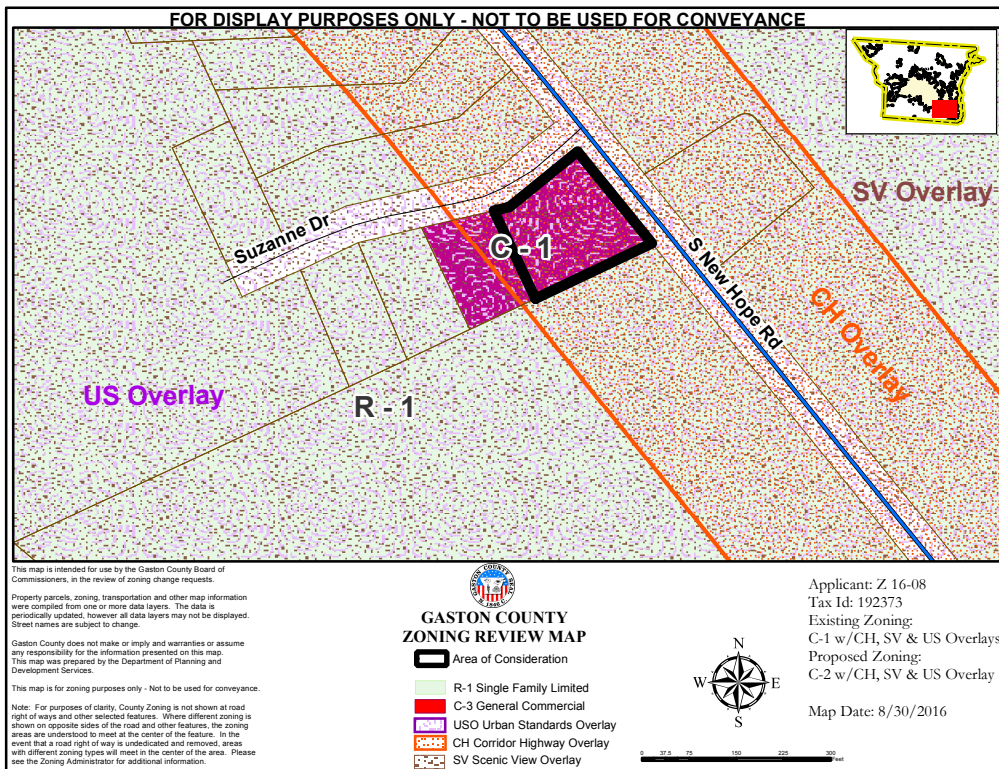 FOR DISPLAY PURPOSES ONLY - NOT TO BE USED FOR CONVEYANCE
SV Overlay
Suzanne Dr
C - 1
S New Hope Rd
CH Overlay
US Overlay
R - 1
This map is intended for use by the Gaston County Board of
Commissioners, in the review of zoning change requests.
Property parcels, zoning, transportation and other map information
were compiled from one or more data layers. The data is
periodically updated, however all data layers may not be displayed.
Street names are subject to change.
Gaston County does not make or imply and warranties or assume
any responsibility for the information presented on this map.
This map was prepared by the Department of Planning and
Development Services.
This map is for zoning purposes only - Not to be used for conveyance.
Note: For purposes of clarity, County Zoning is not shown at road
right of ways and other selected features. Where different zoning is
shown on opposite sides of the road and other features, the zoning
areas are understood to meet at the center of the feature. In the
event that a road right of way is undedicated and removed, areas
with different zoning types will meet in the center of the area. Please
see the Zoning Administrator for additional information.
GASTON COUNTY SEAL
N. 1846 C.
GASTON COUNTY
ZONING REVIEW MAP
Area of Consideration
R-1 Single Family Limited
C-3 General Commercial
USO Urban Standards Overlay
CH Corridor Highway Overlay
SV Scenic View Overlay
N
W E
S
0 37.5 75 150 225 300
Feet
Applicant: Z 16-08
Tax Id: 192373
Existing Zoning:
C-1 w/CH, SV & US Overlays
Proposed Zoning:
C-2 w/CH, SV & US Overlay
Map Date: 8/30/2016